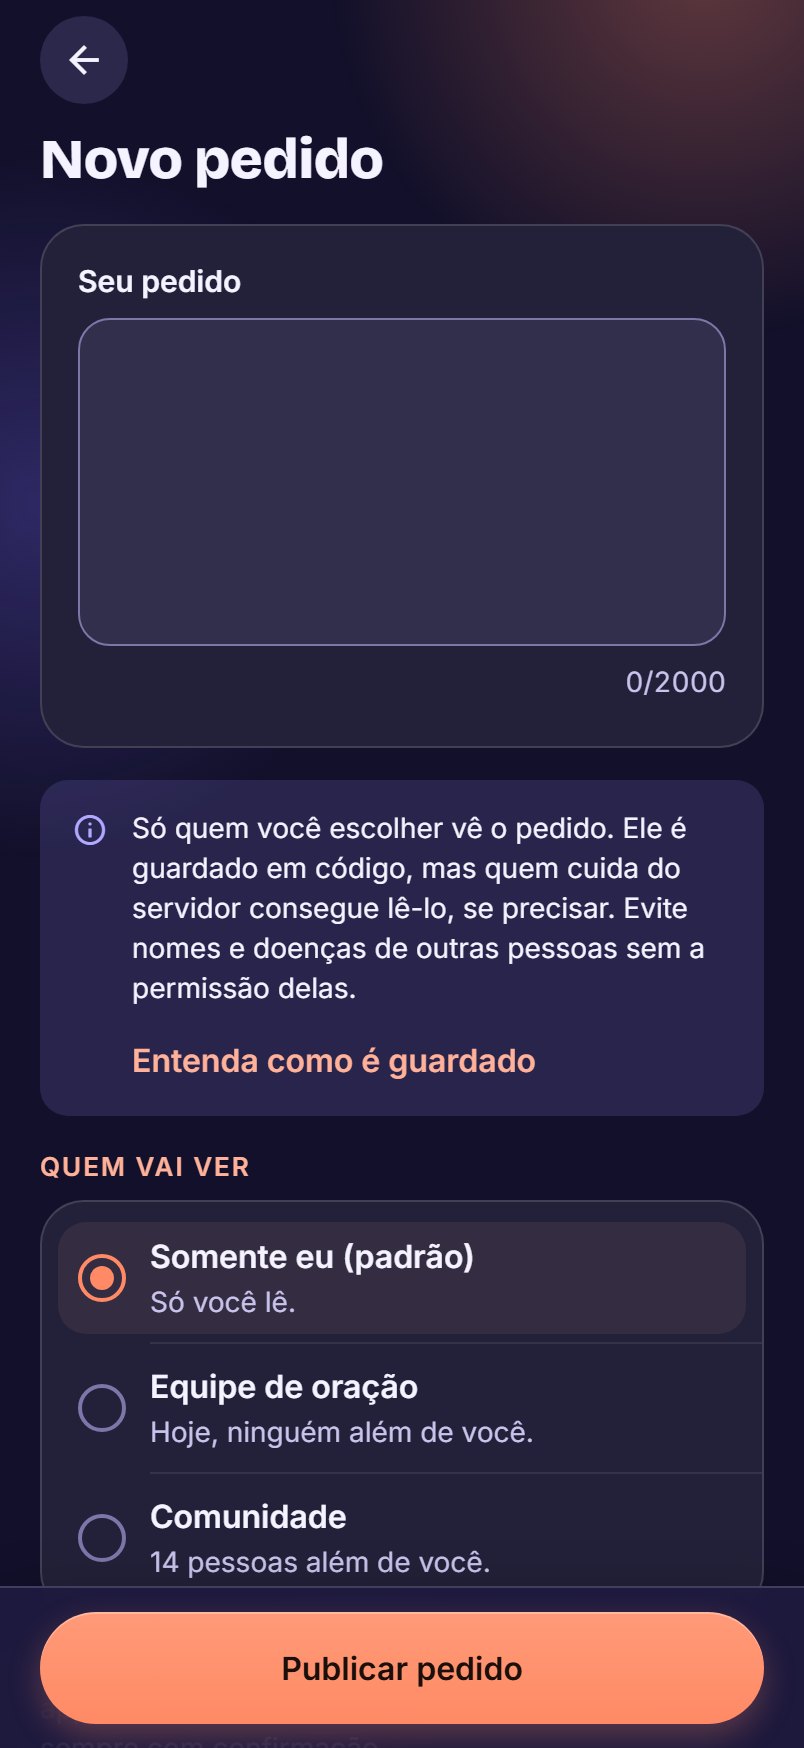 Novo pedido
Seu pedido
0/2000
Só quem você escolher vê o pedido. Ele é
guardado em código, mas quem cuida do
servidor consegue lê-lo, se precisar. Evite
nomes e doenças de outras pessoas sem a
permissão delas.
Entenda como é guardado
QUEM VAI VER
Somente eu (padrão)
Só você lê.
Equipe de oração
Hoje, ninguém além de você.
Comunidade
14 pessoas além de você.
Publicar pedido
sempre com confirmação